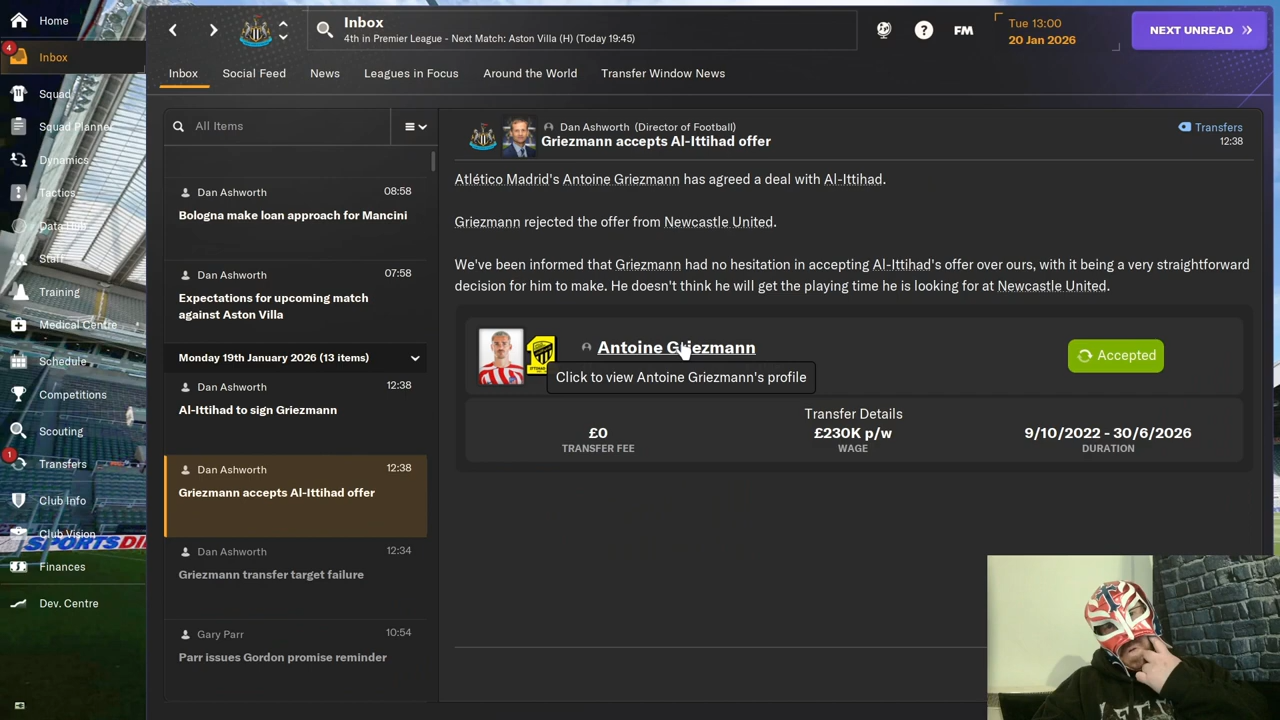 Home
4
Inbox
Squad
Squad Planner
Dynamics
Tactics
Data Hub
Staff
Training
Medical Centre
Schedule
Competitions
Scouting
1
Transfers
Club Info
Club Vision
SPORTS DI
Finances
Dev. Centre
Inbox
4th in Premier League - Next Match: Aston Villa (H) (Today 19:45)
?
FM
Tue 13:00
20 Jan 2026
NEXT UNREAD
Inbox
Social Feed
News
Leagues in Focus
Around the World
Transfer Window News
All Items
Dan Ashworth
08:58
Bologna make loan approach for Mancini
Dan Ashworth
07:58
Expectations for upcoming match
against Aston Villa
Monday 19th January 2026 (13 items)
Dan Ashworth
12:38
Al-Ittihad to sign Griezmann
Dan Ashworth
12:38
Griezmann accepts Al-Ittihad offer
Dan Ashworth
12:34
Griezmann transfer target failure
Gary Parr
10:54
Parr issues Gordon promise reminder
Dan Ashworth (Director of Football)
Griezmann accepts Al-Ittihad offer
Transfers
12:38
Atlético Madrid's Antoine Griezmann has agreed a deal with Al-Ittihad.
Griezmann rejected the offer from Newcastle United.
We've been informed that Griezmann had no hesitation in accepting Al-Ittihad's offer over ours, with it being a very straightforward
decision for him to make. He doesn't think he will get the playing time he is looking for at Newcastle United.
Antoine Griezmann
Accepted
Click to view Antoine Griezmann's profile
Transfer Details
£0
£230K p/w
9/10/2022 - 30/6/2026
TRANSFER FEE
WAGE
DURATION